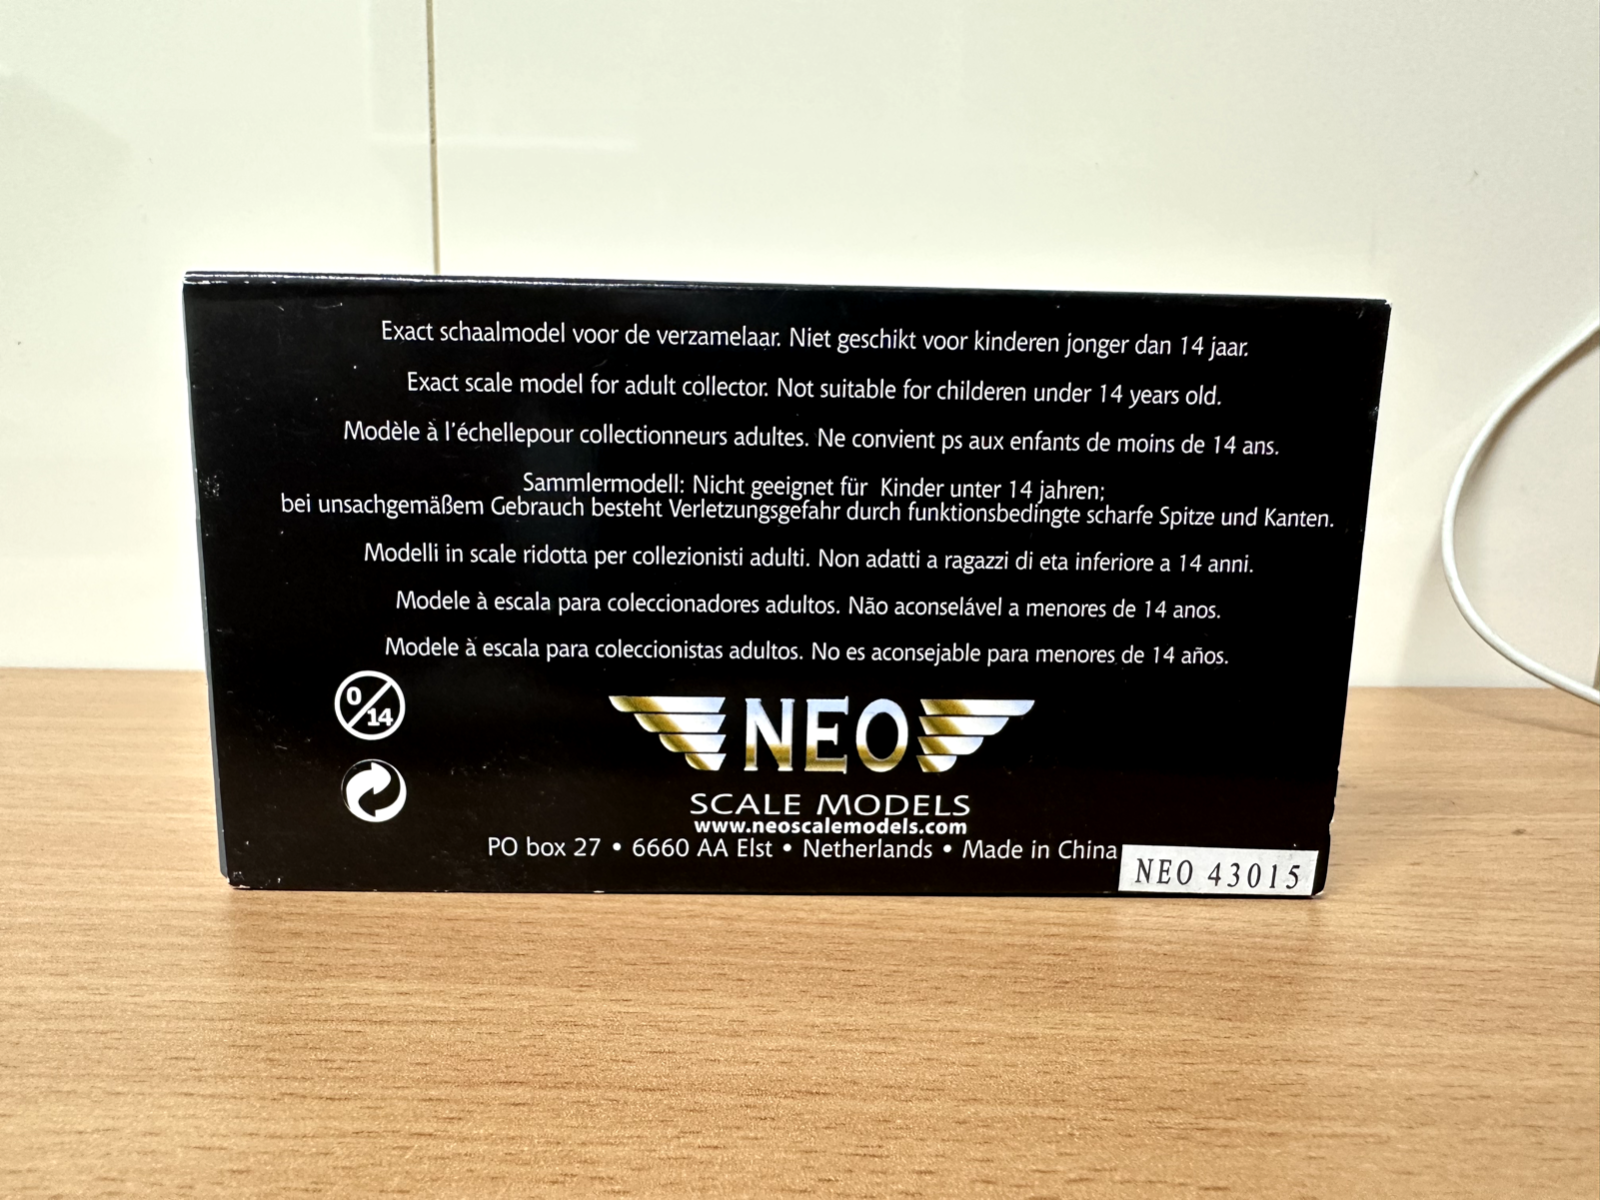 Exact schaalmodel voor de verzamelaar. Niet geschikt voor kinderen jonger dan 14 jaar.
Exact scale model for adult collector. Not suitable for childeren under 14 years old.
Modèle à l'échellepour collectionneurs adultes. Ne convient ps aux enfants de moins de 14 ans.
Sammlermodell: Nicht geeignet für Kinder unter 14 jahren;
bei unsachgemäßem Gebrauch besteht Verletzungsgefahr durch funktionsbedingte scharfe Spitze und Kanten.
Modelli in scale ridotta per collezionisti adulti. Non adatti a ragazzi di eta inferiore a 14 anni.
Modele à escala para coleccionadores adultos. Não aconselável a menores de 14 anos.
Modele à escala para coleccionistas adultos. No es aconsejable para menores de 14 años.
0/14
NEO
SCALE MODELS
www.neoscalemodels.com
PO box 27 • 6660 AA Elst • Netherlands • Made in China
NEO 43015